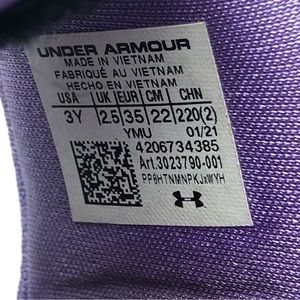 UNDER ARMOUR
MADE IN VIETNAM
FABRIQUÉ AU VIETNAM
HECHO EN VIETNAM
USA UK EUR CM CHN
3Y 2.5 35 22 220(2)
YMU 01/21
4206734385
Art.3023790-001
PP8HTNMNPKJxWYH